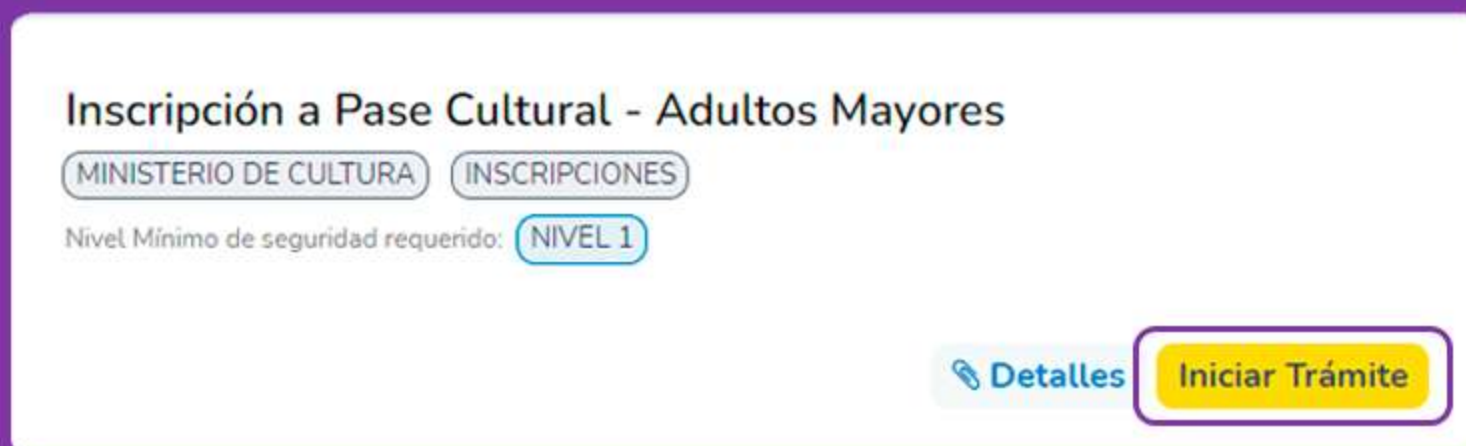 Inscripción a Pase Cultural - Adultos Mayores
MINISTERIO DE CULTURA INSCRIPCIONES
Nivel Mínimo de seguridad requerido: NIVEL 1
Detalles Iniciar Trámite